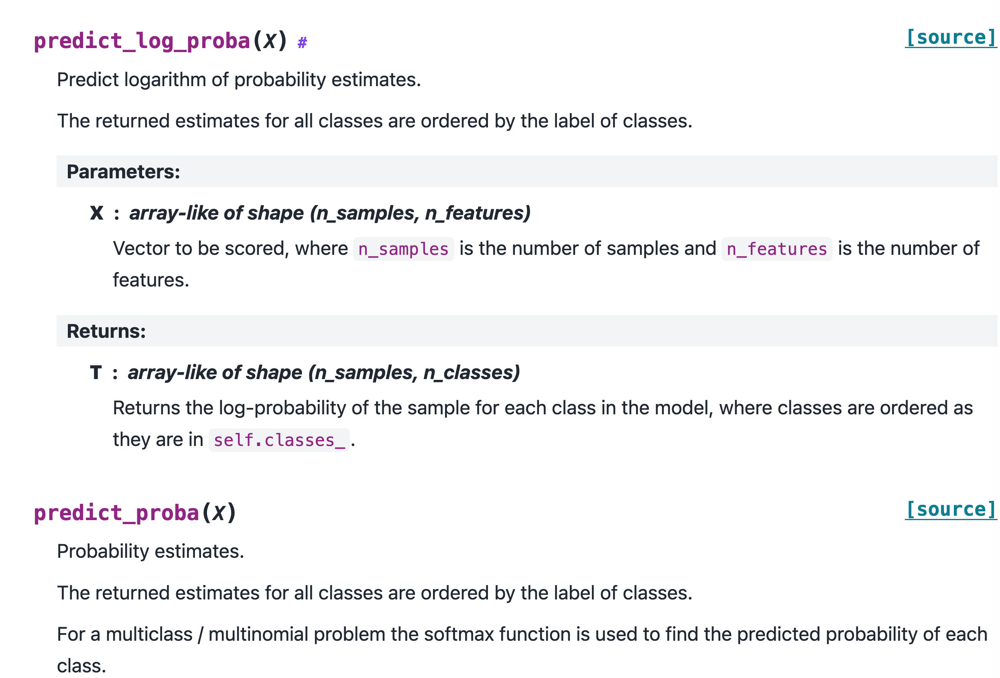 predict_log_proba(X) # [source]
Predict logarithm of probability estimates.
The returned estimates for all classes are ordered by the label of classes.
Parameters:
X : array-like of shape (n_samples, n_features)
Vector to be scored, where n_samples is the number of samples and n_features is the number of
features.
Returns:
T : array-like of shape (n_samples, n_classes)
Returns the log-probability of the sample for each class in the model, where classes are ordered as
they are in self.classes_.
predict_proba(X) [source]
Probability estimates.
The returned estimates for all classes are ordered by the label of classes.
For a multiclass / multinomial problem the softmax function is used to find the predicted probability of each
class.